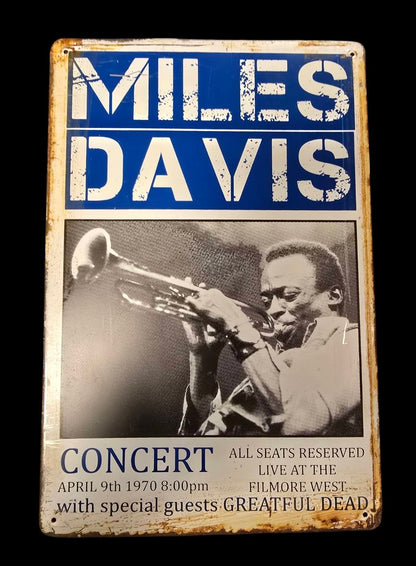 MILES
DAVIS
CONCERT
APRIL 9th 1970 8:00pm
ALL SEATS RESERVED
LIVE AT THE
FILMORE WEST
with special guests GREATFUL DEAD